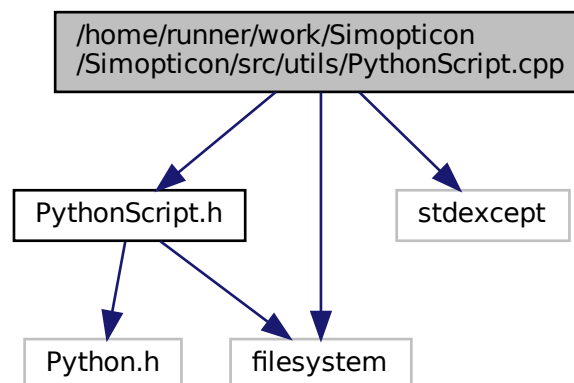 /home/runner/work/Simopticon
/Simopticon/src/utils/PythonScript.cpp
PythonScript.h
stdexcept
Python.h
filesystem